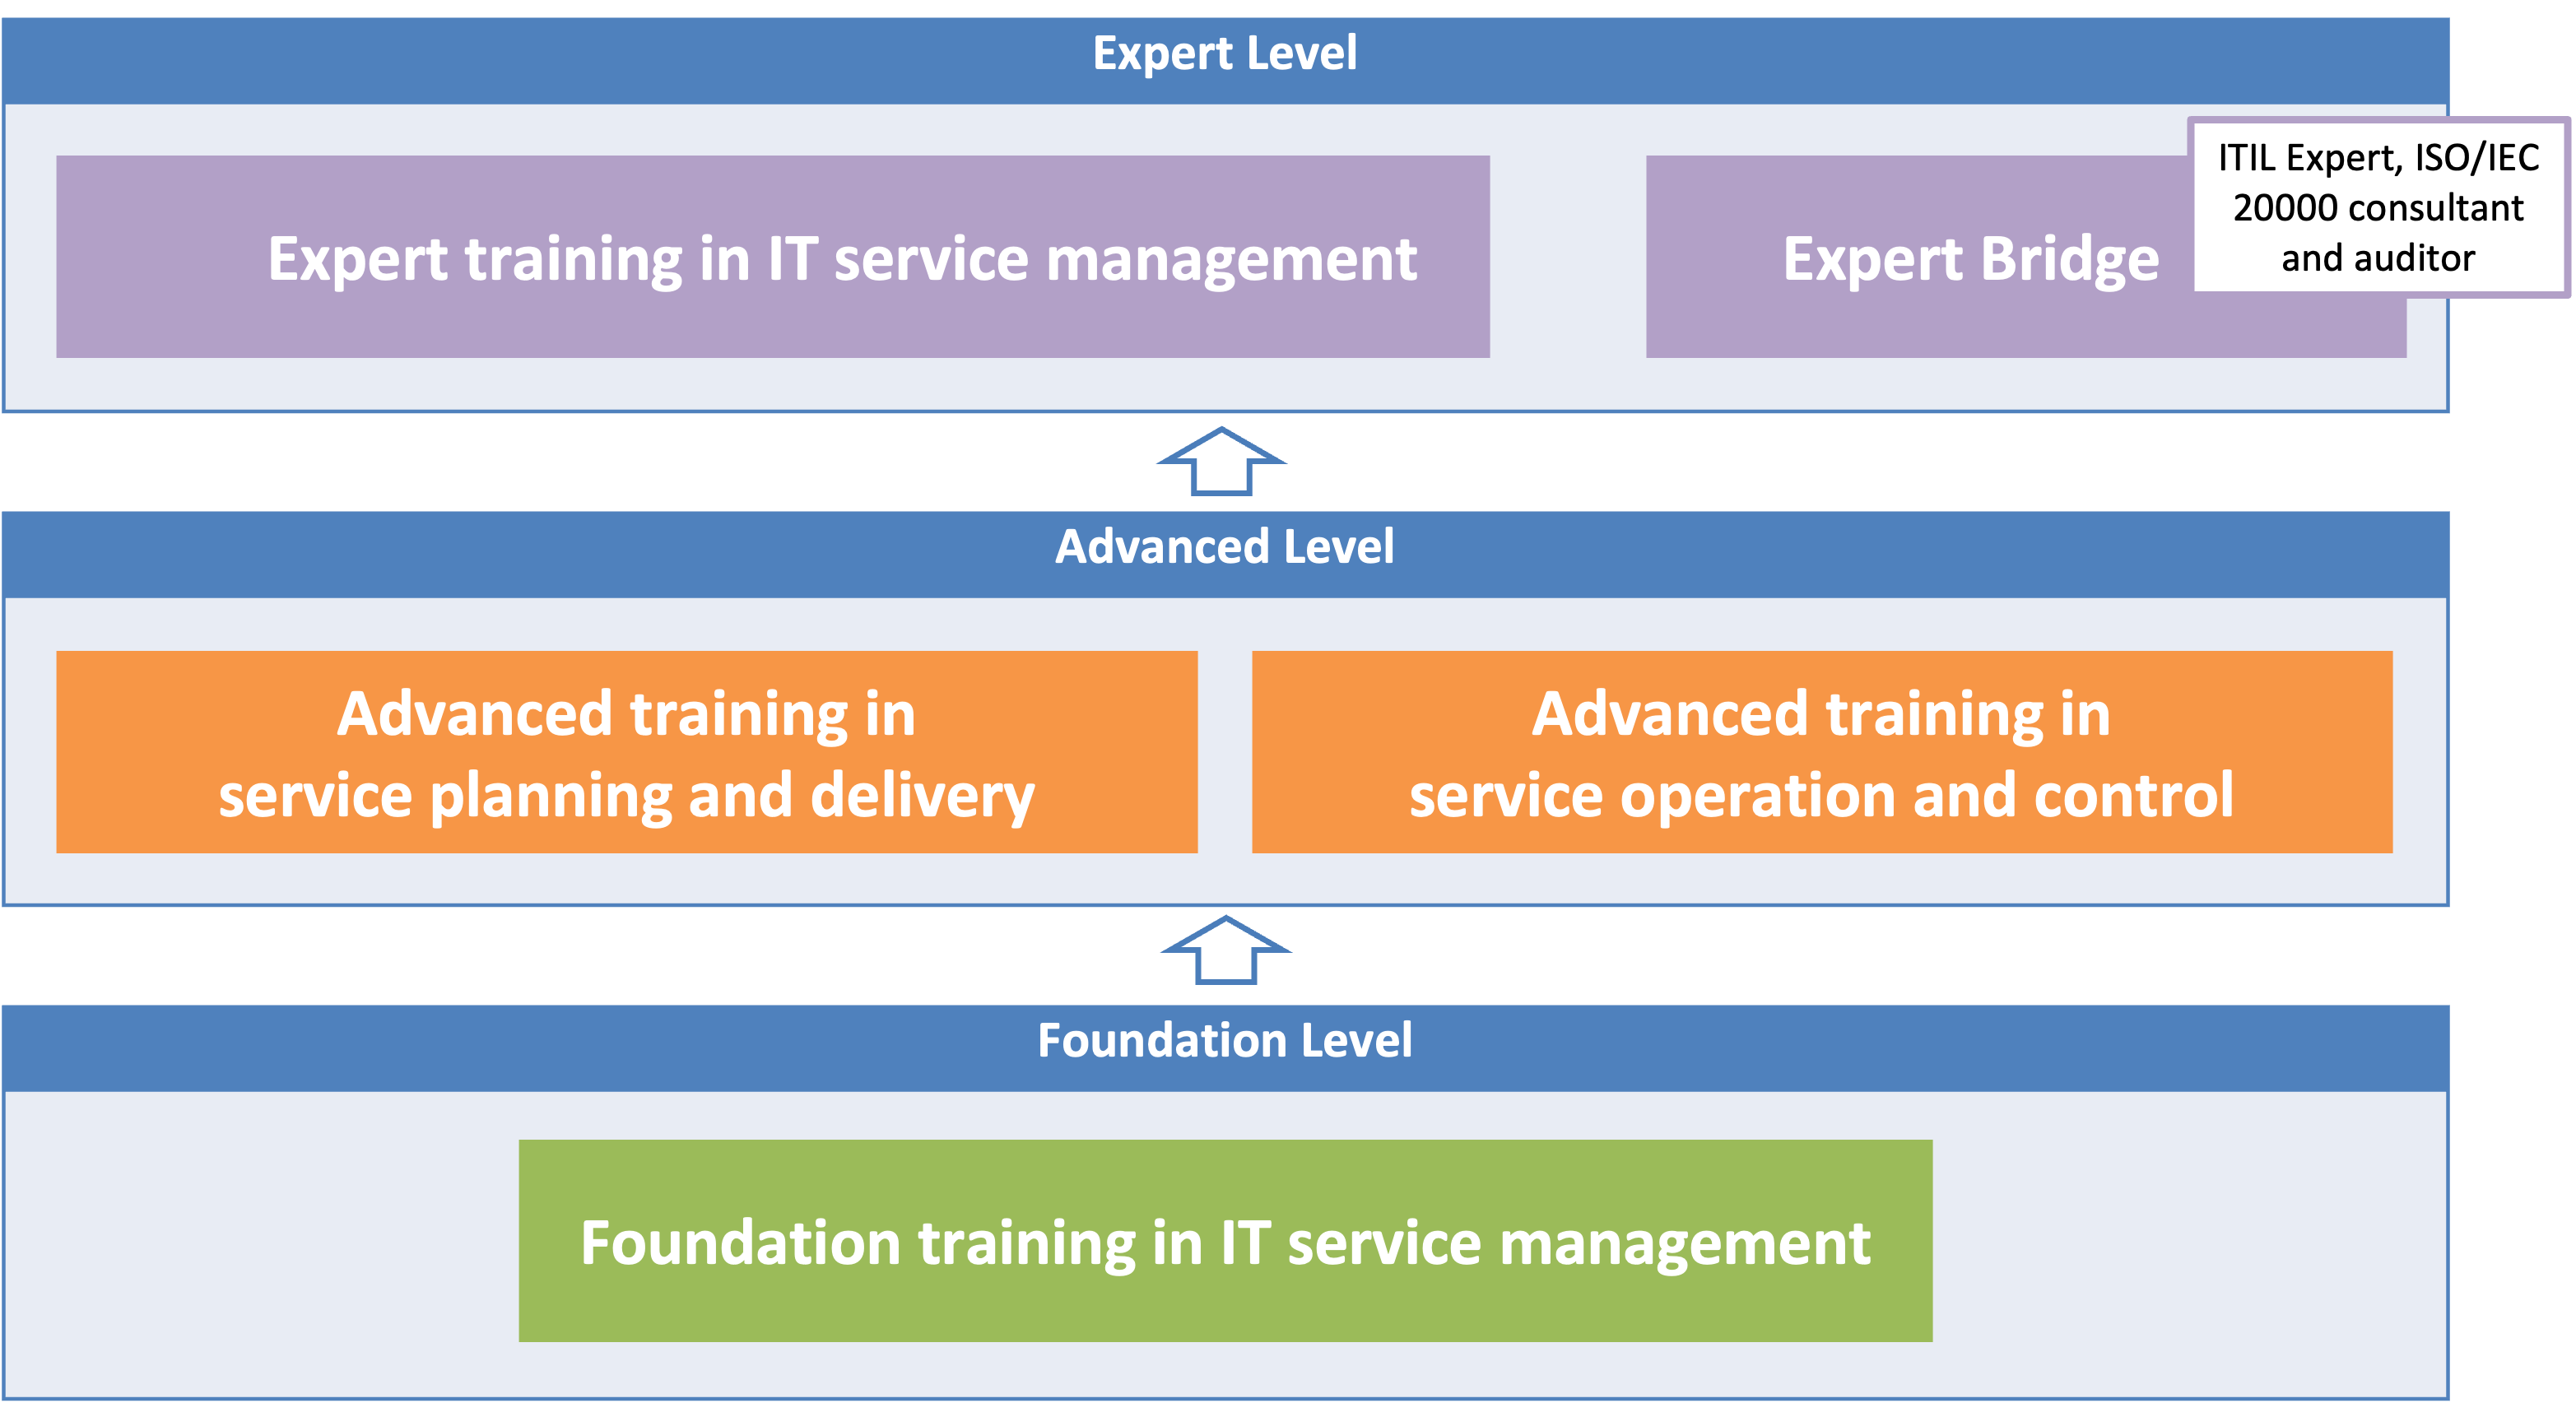 Expert Level
Expert training in IT service management
Expert Bridge
ITIL Expert, ISO/IEC
20000 consultant
and auditor
Advanced Level
Advanced training in
service planning and delivery
Advanced training in
service operation and control
Foundation Level
Foundation training in IT service management